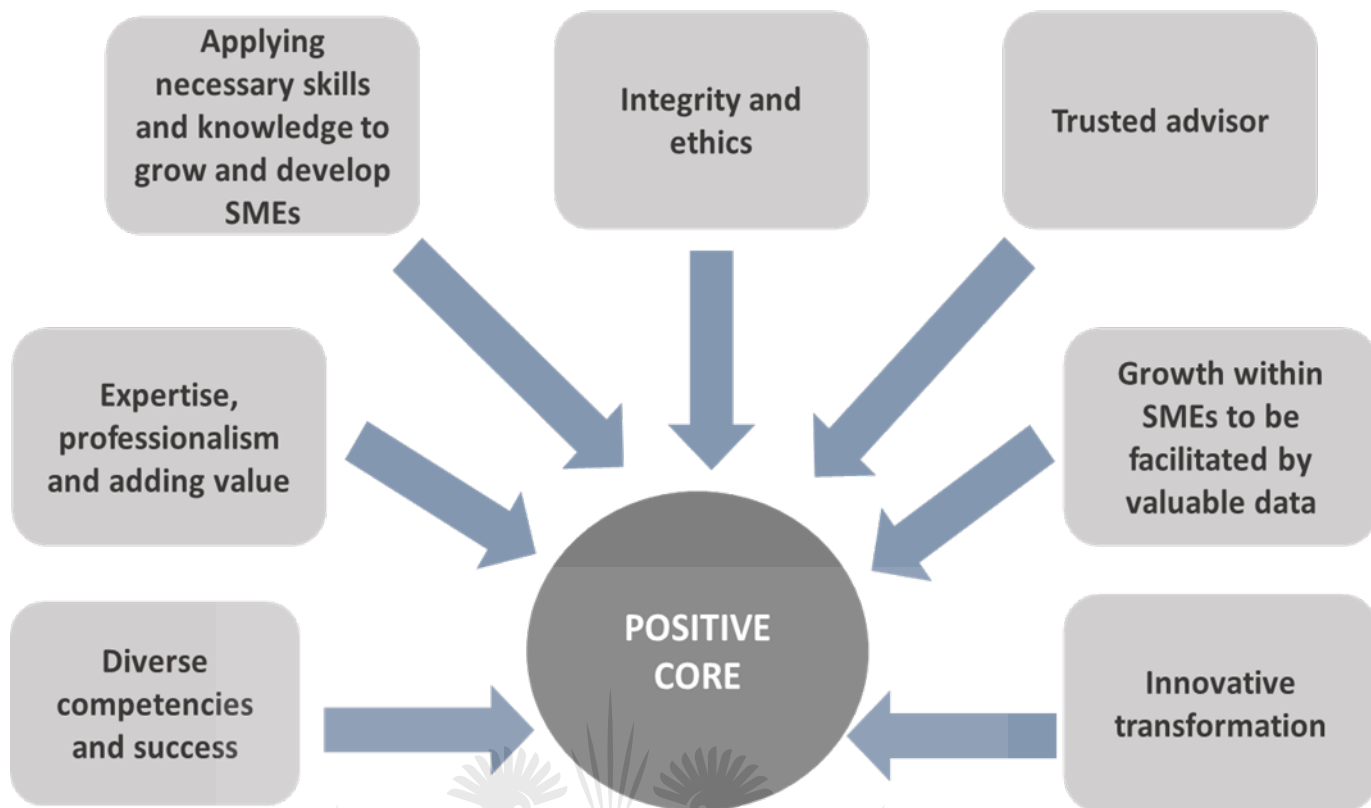 Applying
necessary skills
and knowledge to
grow and develop
SMEs
Integrity and
ethics
Trusted advisor
Expertise,
professionalism
and adding value
Growth within
SMEs to be
facilitated by
valuable data
Diverse
competencies
and success
POSITIVE
CORE
Innovative
transformation